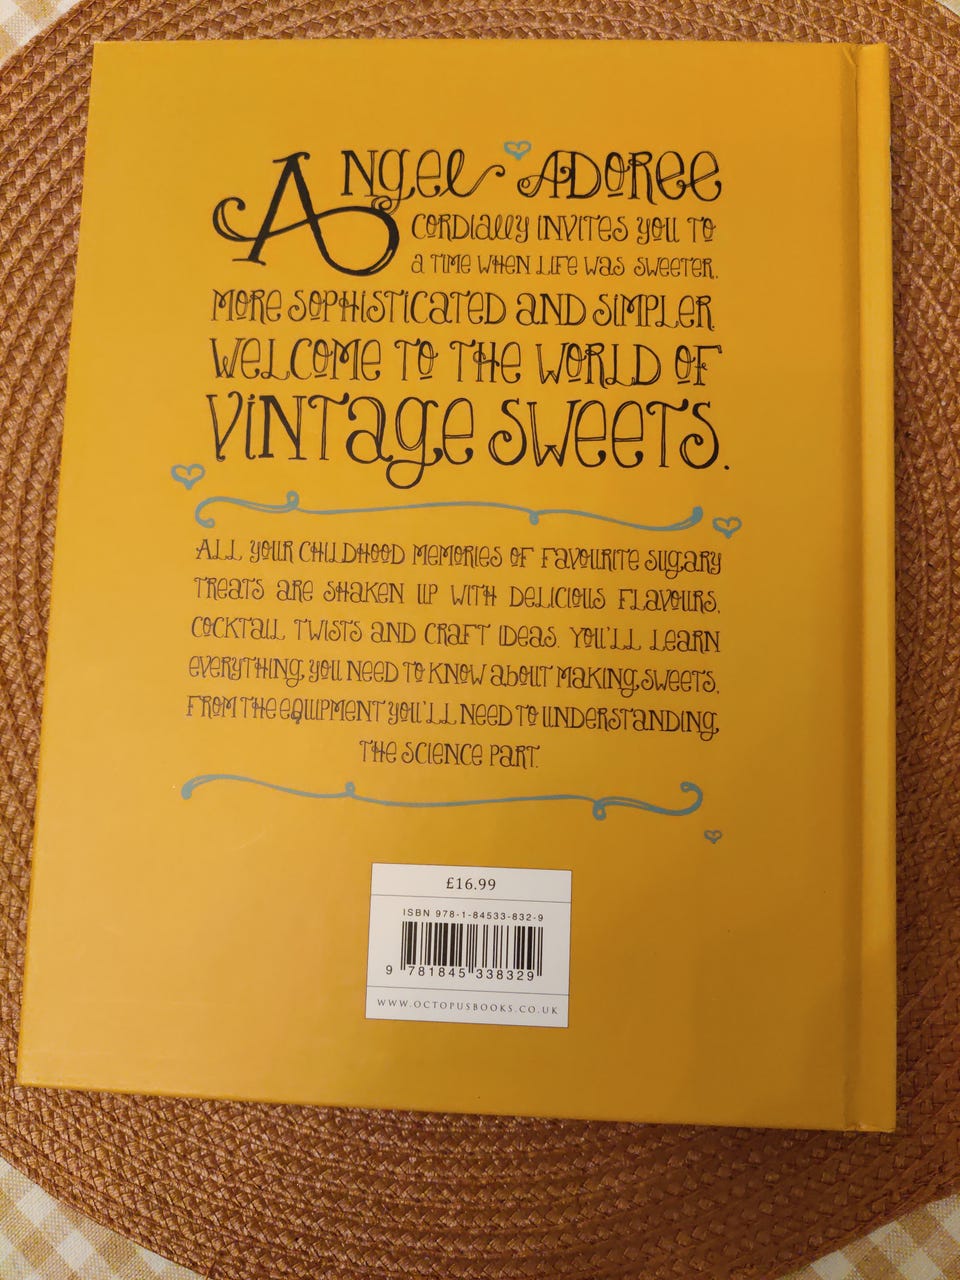 Angel Adoree
cordially invites you to
a time when life was sweeter,
more sophisticated and simpler.
Welcome to the world of
Vintage Sweets.
All your childhood memories of favourite sugary
treats are shaken up with delicious flavours,
cocktail twists and craft ideas. You'll learn
everything you need to know about making sweets,
from the equipment you'll need to understanding
the science part.
£16.99
ISBN 978-1-84533-832-9
9 781845 338329
WWW.OCTOPUSBOOKS.CO.UK